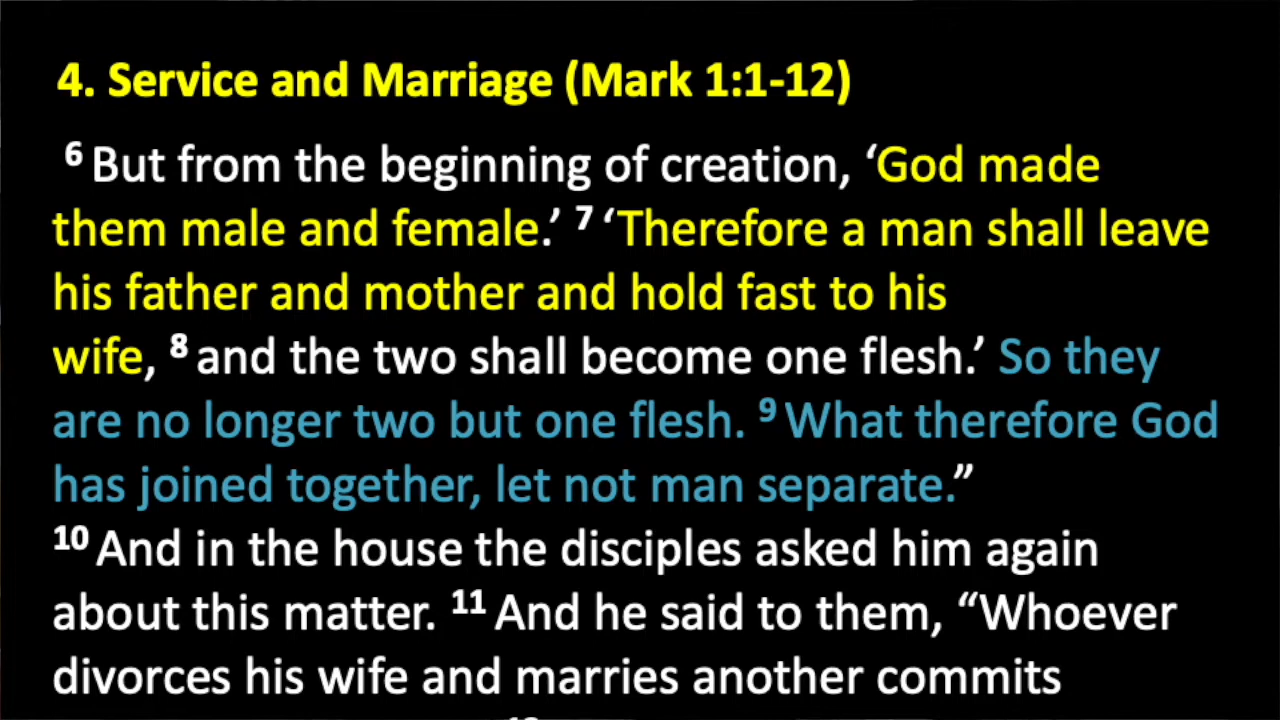 4. Service and Marriage (Mark 1:1-12)
6 But from the beginning of creation, ‘God made
them male and female.’ 7 ‘Therefore a man shall leave
his father and mother and hold fast to his
wife, 8 and the two shall become one flesh.’ So they
are no longer two but one flesh. 9 What therefore God
has joined together, let not man separate.”
10 And in the house the disciples asked him again
about this matter. 11 And he said to them, “Whoever
divorces his wife and marries another commits